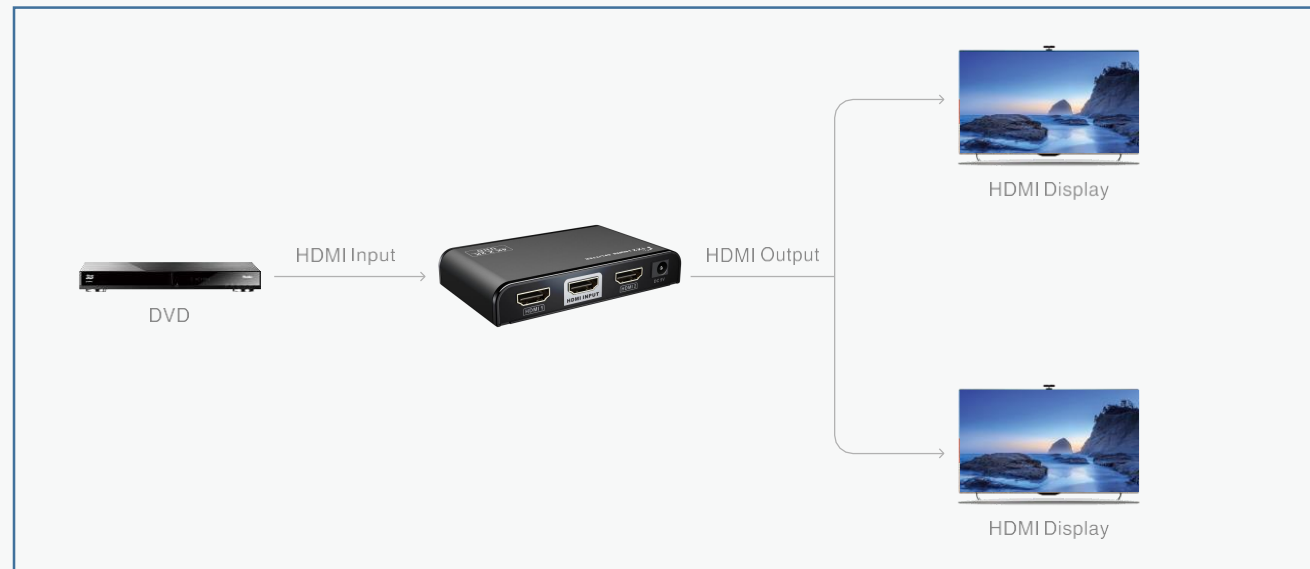 HDMI Display
HDMI Input
HDMI Output
DVD
HDMI 1
HDMI INPUT
HDMI 2
DC 5V
HDMI Display